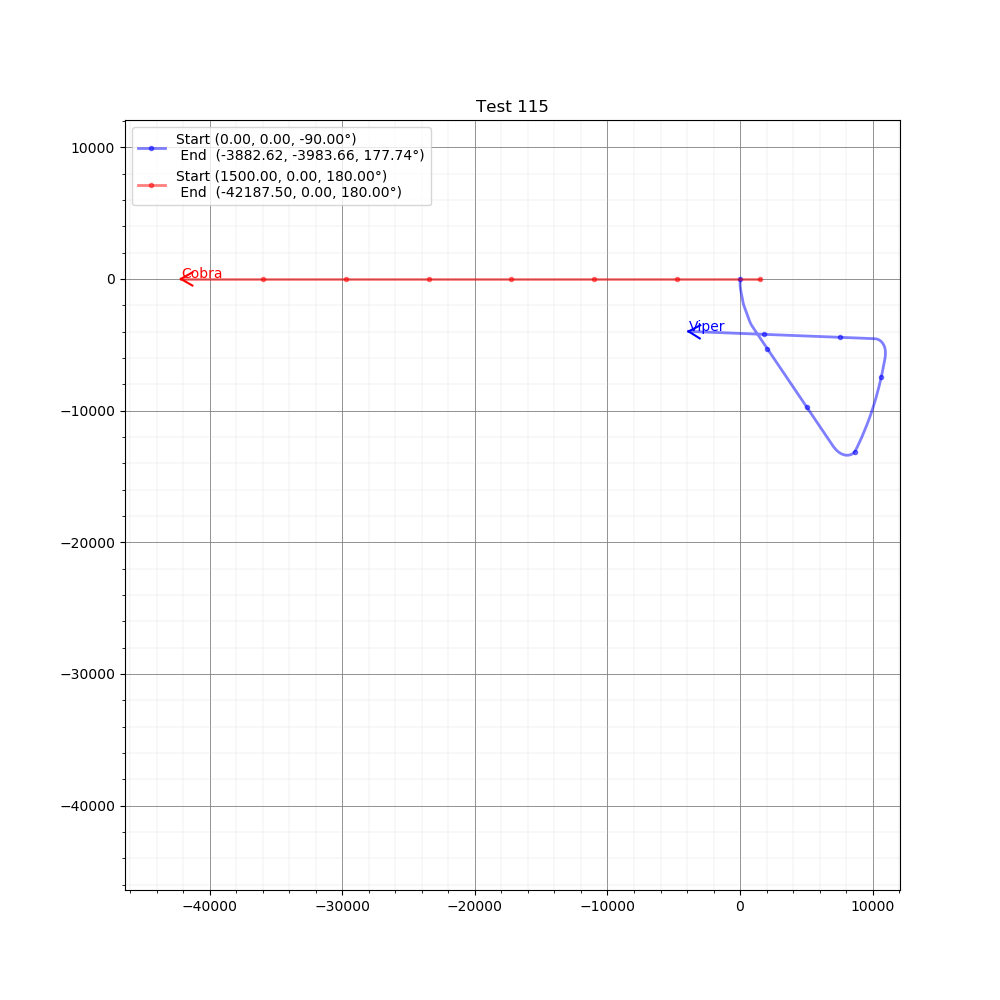 Test 115
Start (0.00, 0.00, -90.00°)
End (-3882.62, -3983.66, 177.74°)
Start (1500.00, 0.00, 180.00°)
End (-42187.50, 0.00, 180.00°)
10000
0
−10000
−20000
−30000
−40000
Cobra
Viper
−40000
−30000
−20000
−10000
0
10000